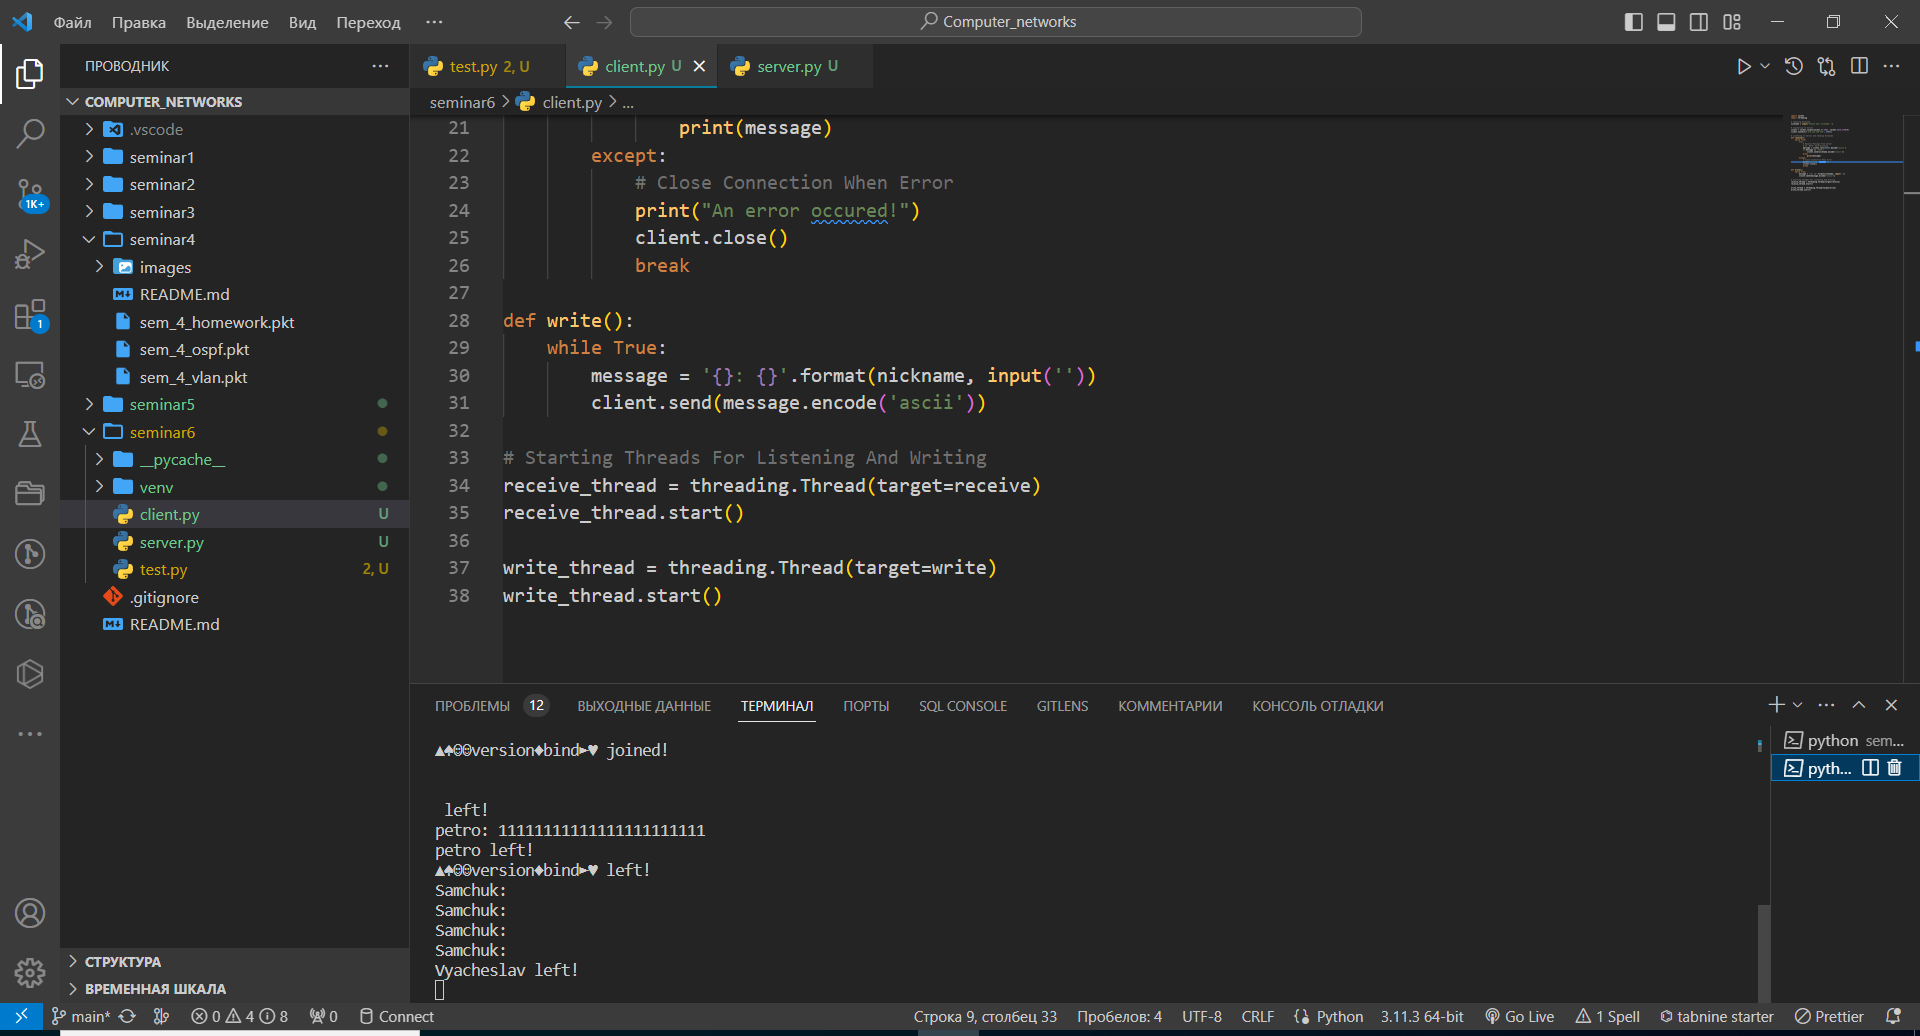 Файл Правка Выделение Вид Переход ···
Computer_networks
ПРОВОДНИК ···
COMPUTER_NETWORKS
.vscode
seminar1
seminar2
seminar3
seminar4
images
README.md
sem_4_homework.pkt
sem_4_ospf.pkt
sem_4_vlan.pkt
seminar5
seminar6
__pycache__
venv
client.py U
server.py U
test.py 2, U
.gitignore
README.md
СТРУКТУРА
ВРЕМЕННАЯ ШКАЛА
1K+
1
test.py 2, U client.py U server.py U
seminar6 > client.py > ...
21 print(message)
22 except:
23 # Close Connection When Error
24 print("An error occured!")
25 client.close()
26 break
27
28 def write():
29 while True:
30 message = '{}: {}'.format(nickname, input(''))
31 client.send(message.encode('ascii'))
32
33 # Starting Threads For Listening And Writing
34 receive_thread = threading.Thread(target=receive)
35 receive_thread.start()
36
37 write_thread = threading.Thread(target=write)
38 write_thread.start()
ПРОБЛЕМЫ 12 ВЫХОДНЫЕ ДАННЫЕ ТЕРМИНАЛ ПОРТЫ SQL CONSOLE GITLENS КОММЕНТАРИИ КОНСОЛЬ ОТЛАДКИ
▲♠☺☺version♦bind►♥ joined!
left!
petro: 11111111111111111111111
petro left!
▲♠☺☺version♦bind►♥ left!
Samchuk:
Samchuk:
Samchuk:
Samchuk:
Vyacheslav left!
python sem...
pyth...
main* 0 4 8 0 Connect Строка 9, столбец 33 Пробелов: 4 UTF-8 CRLF Python 3.11.3 64-bit Go Live 1 Spell tabnine starter Prettier